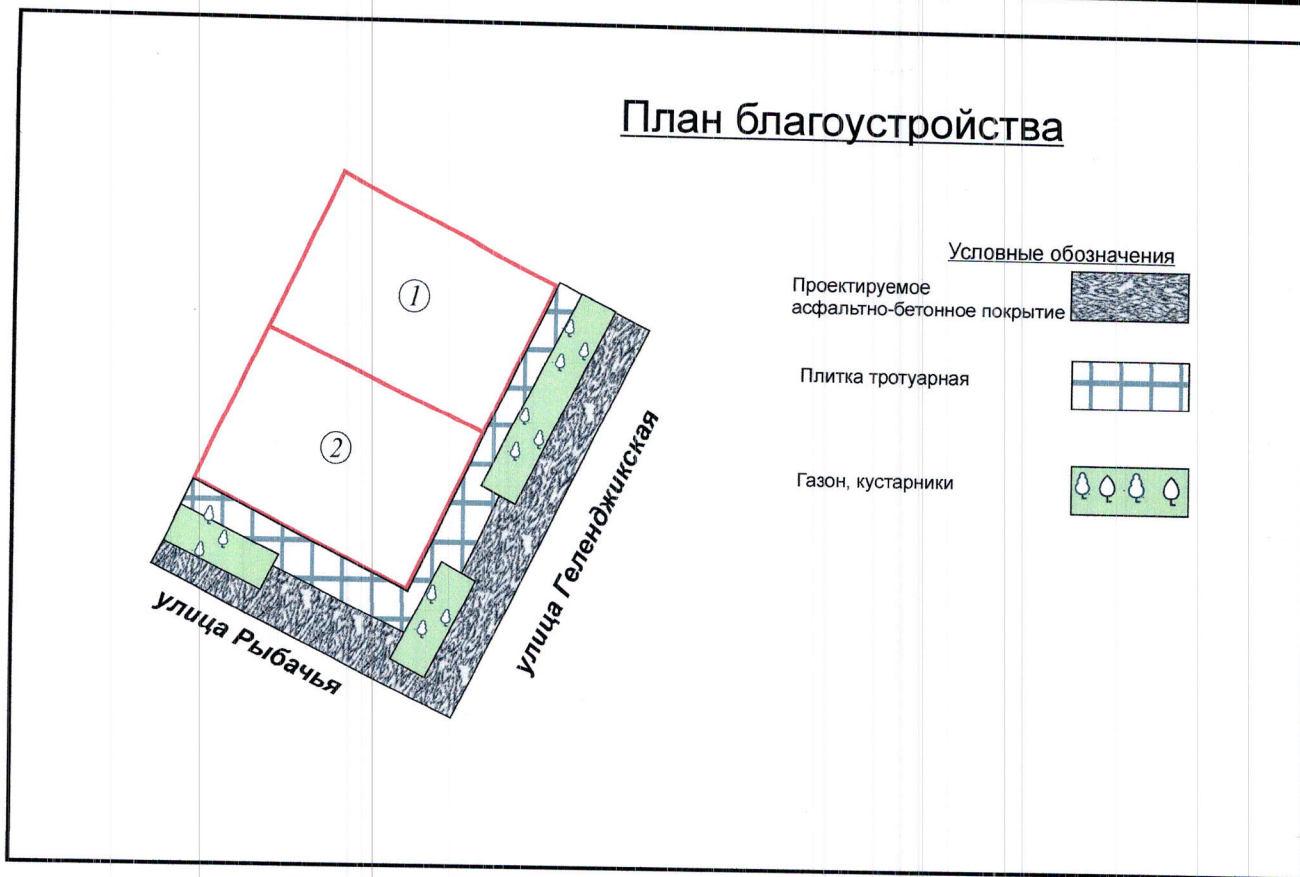 План благоустройства
Условные обозначения
Проектируемое
асфальтно-бетонное покрытие
Плитка тротуарная
Газон, кустарники
1
2
улица Рыбачья
улица Геленджикская